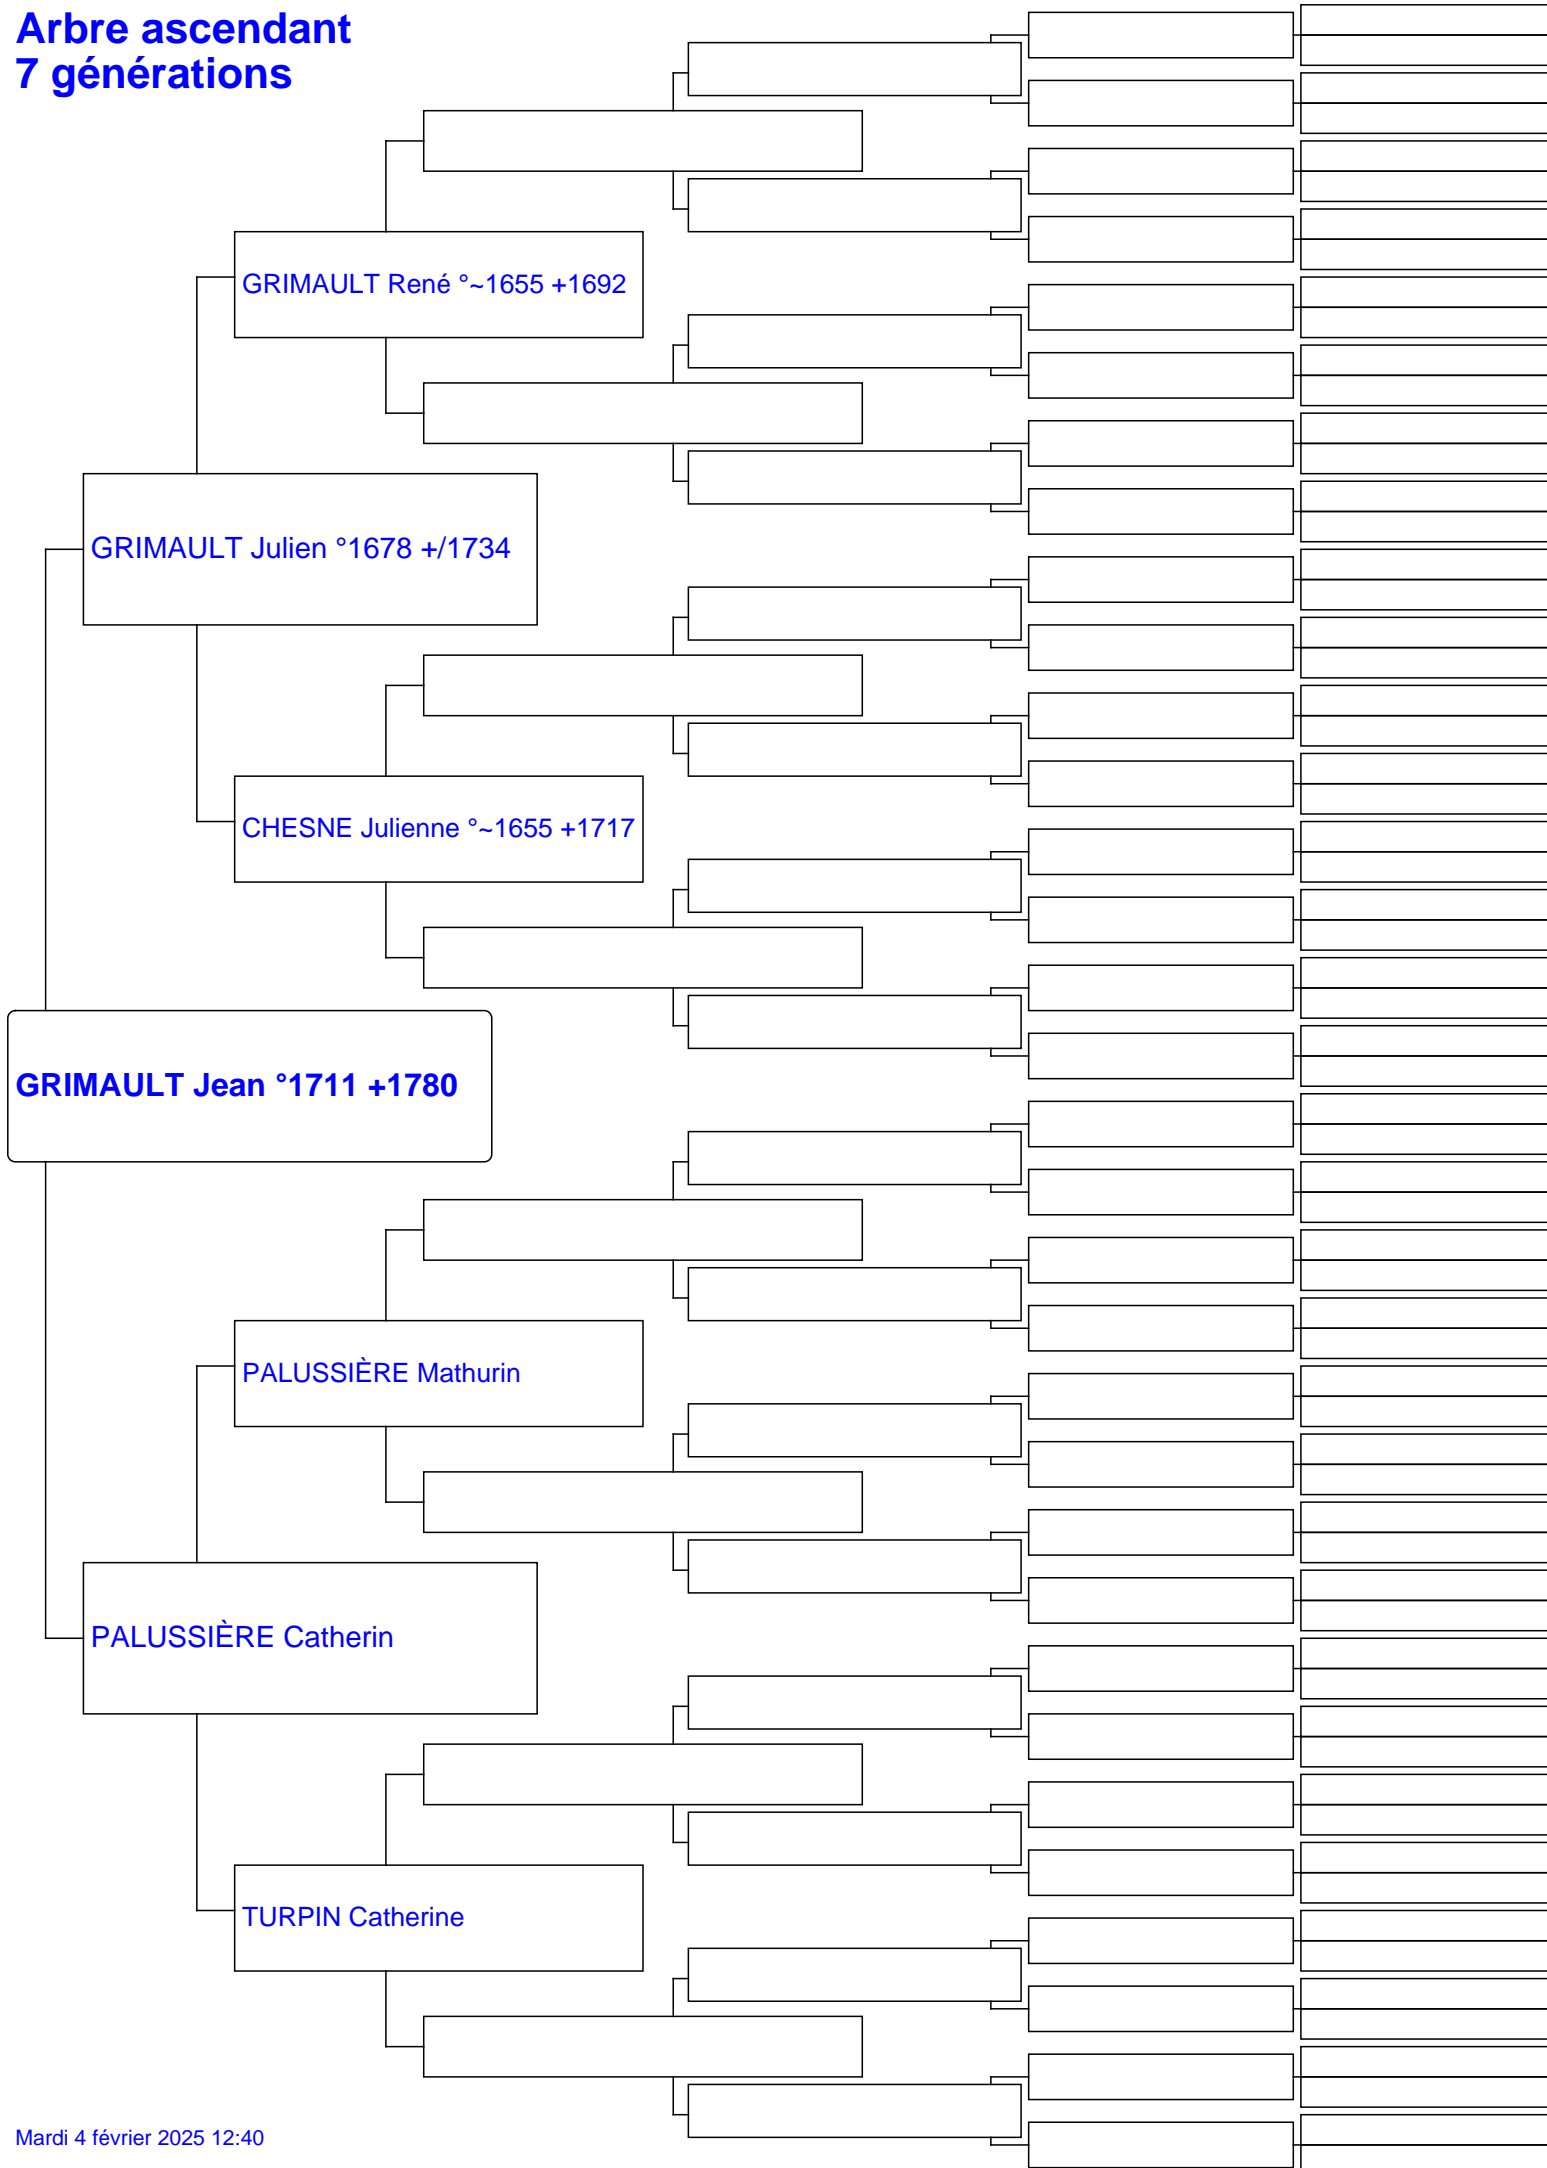 Arbre ascendant
7 générations
GRIMAULT René °~1655 +1692
GRIMAULT Julien °1678 +/1734
CHESNE Julienne °~1655 +1717
GRIMAULT Jean °1711 +1780
PALUSSIÈRE Mathurin
PALUSSIÈRE Catherin
TURPIN Catherine
Mardi 4 février 2025 12:40